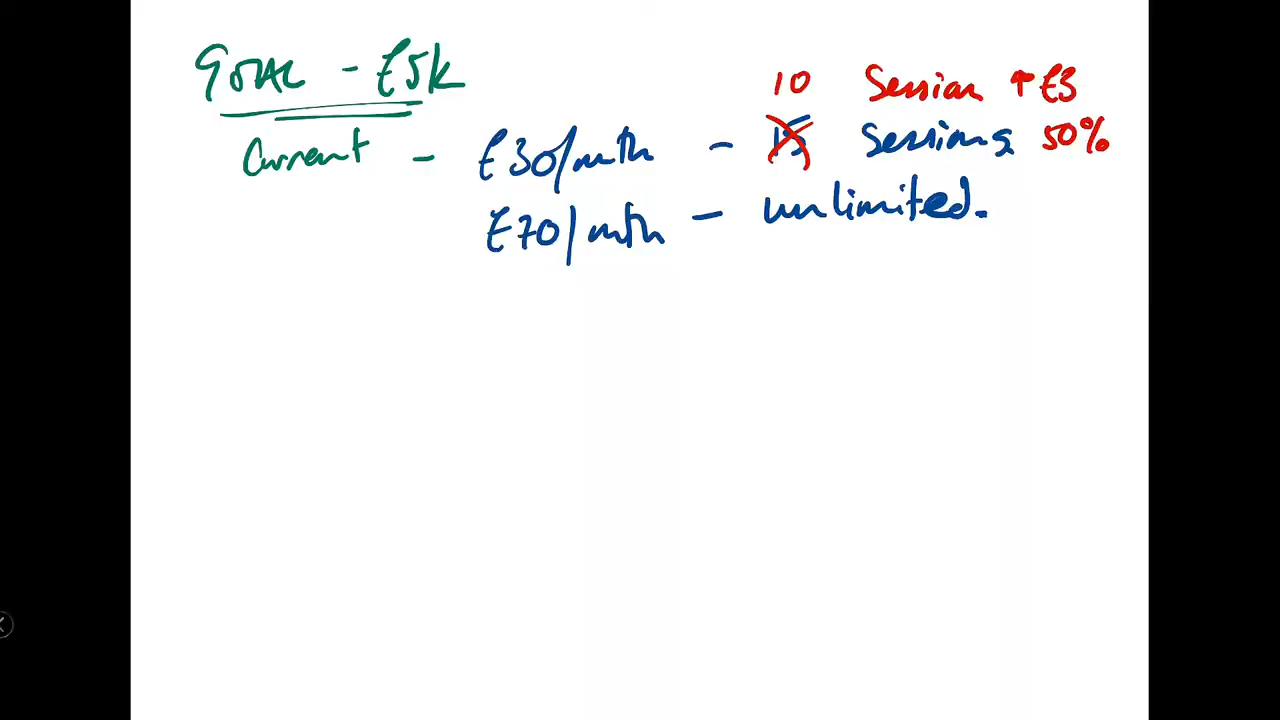 GOAL - £5k
10 Session ↑ £3
Current - £30/mth - 15 Sessions 50%
£70/mth - unlimited.